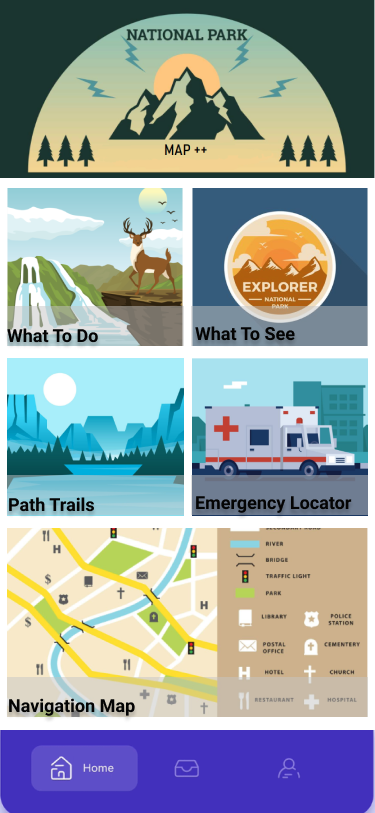 NATIONAL PARK
MAP ++
What To Do
EXPLORER
NATIONAL
PARK
What To See
Path Trails
Emergency Locator
SECONDARY ROAD
RIVER
BRIDGE
TRAFFIC LIGHT
PARK
LIBRARY
POLICE
STATION
POSTAL
OFFICE
CEMENTERY
HOTEL
CHURCH
RESTAURANT
HOSPITAL
H
$
$
H
Navigation Map
Home